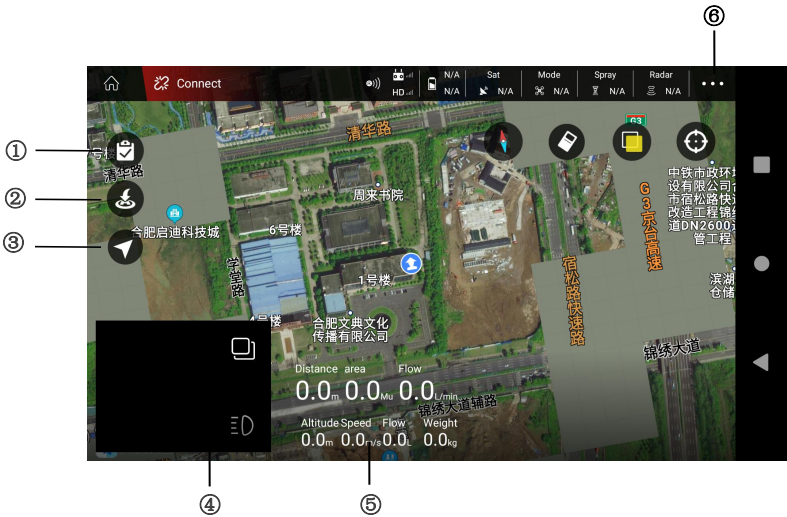 ⑥
Connect
HD
N/A
N/A
Sat
N/A
Mode
N/A
Spray
N/A
Radar
N/A
①
②
③
号楼
清华路
清华路
G3
周来书院
合肥启迪科技城
6号楼
学堂路
1号楼
4号楼
合肥文典文化
传播有限公司
G3京台高速
宿松路快速路
中铁市政环境
设有限公司
市宿松路快速
改造工程锦绣
道DN2600
管工程
滨湖
仓储
锦绣大道
锦绣大道辅路
Distance area Flow
0.0m 0.0Mu 0.0L/min
Altitude Speed Flow Weight
0.0m 0.0m/s 0.0L 0.0kg
④
⑤